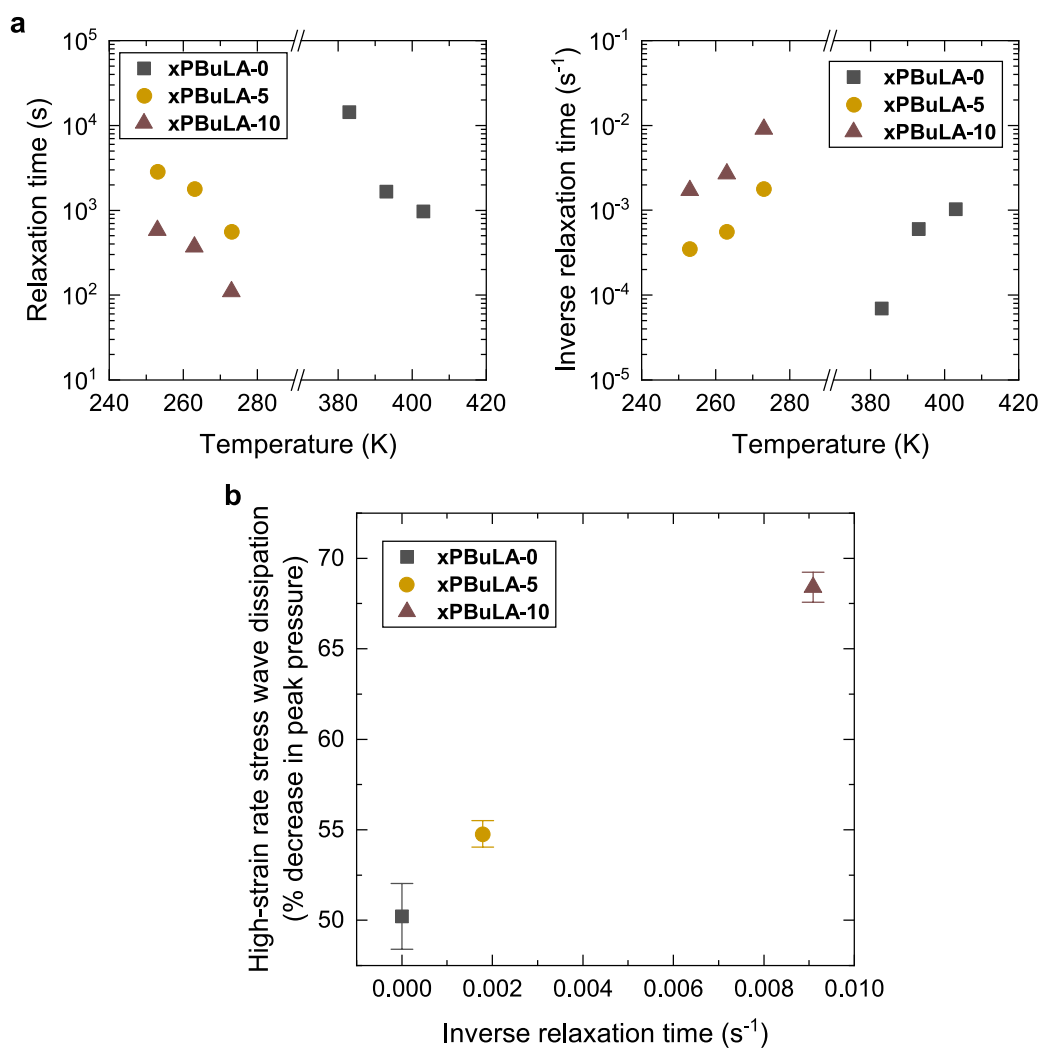 a
10^5
10^4
10^3
10^2
10^1
Relaxation time (s)
xPBuLA-0
xPBuLA-5
xPBuLA-10
240 260 280 380 400 420
Temperature (K)
10^-1
10^-2
10^-3
10^-4
10^-5
Inverse relaxation time (s^-1)
xPBuLA-0
xPBuLA-5
xPBuLA-10
240 260 280 380 400 420
Temperature (K)
b
High-strain rate stress wave dissipation
(% decrease in peak pressure)
70
65
60
55
50
xPBuLA-0
xPBuLA-5
xPBuLA-10
0.000 0.002 0.004 0.006 0.008 0.010
Inverse relaxation time (s^-1)